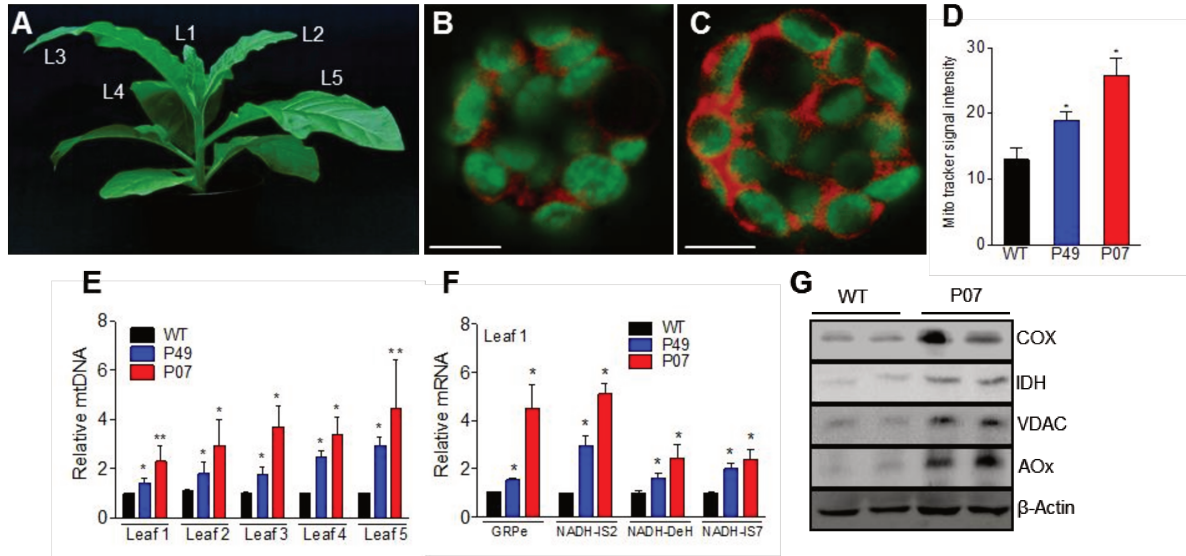 A
L1
L2
L3
L4
L5
B
C
D
Mito tracker signal intensity
30
20
10
0
*
*
WT P49 P07
E
Relative mtDNA
8
6
4
2
0
WT
P49
P07
* **
* *
* *
* *
* **
Leaf 1 Leaf 2 Leaf 3 Leaf 4 Leaf 5
F
Relative mRNA
8
6
4
2
0
Leaf 1
WT
P49
P07
* *
* *
* *
* *
GRPe NADH-IS2 NADH-DeH NADH-IS7
G
WT P07
COX
IDH
VDAC
AOx
β-Actin